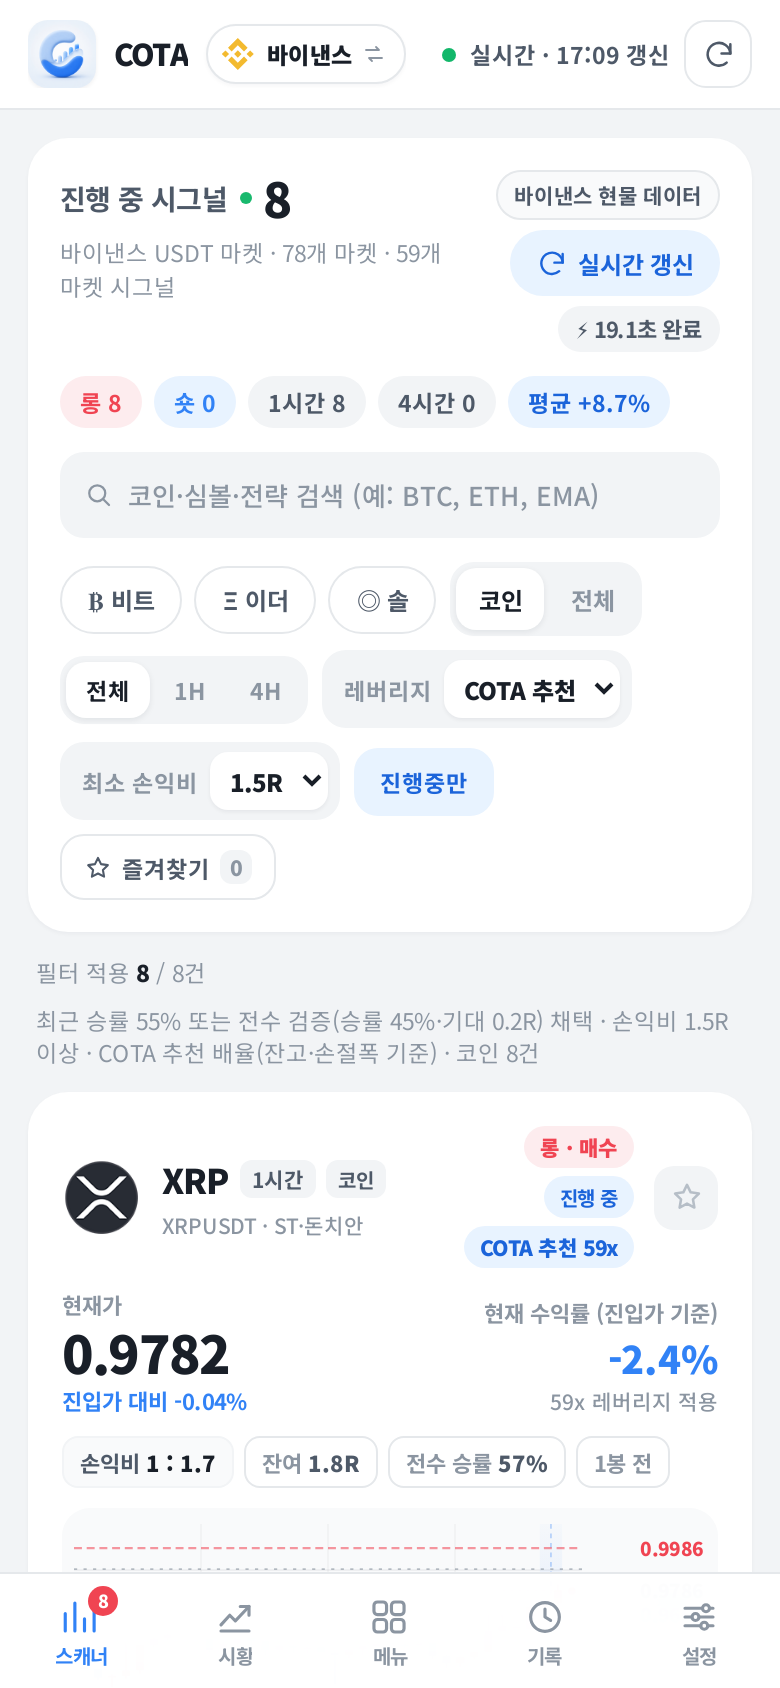 COTA 바이낸스 실시간 · 17:09 갱신
진행 중 시그널 8
바이낸스 현물 데이터
바이낸스 USDT 마켓 · 78개 마켓 · 59개
마켓 시그널
실시간 갱신
⚡ 19.1초 완료
롱 8 숏 0 1시간 8 4시간 0 평균 +8.7%
코인·심볼·전략 검색 (예: BTC, ETH, EMA)
₿ 비트 Ξ 이더 ◎ 솔 코인 전체
전체 1H 4H 레버리지 COTA 추천
최소 손익비 1.5R 진행중만
즐겨찾기 0
필터 적용 8 / 8건
최근 승률 55% 또는 전수 검증(승률 45%·기대 0.2R) 채택 · 손익비 1.5R
이상 · COTA 추천 배율(잔고·손절폭 기준) · 코인 8건
XRP 1시간 코인
XRPUSDT · ST·돈치안
롱 · 매수
진행 중
COTA 추천 59x
현재가
0.9782
진입가 대비 -0.04%
현재 수익률 (진입가 기준)
-2.4%
59x 레버리지 적용
손익비 1 : 1.7 잔여 1.8R 전수 승률 57% 1봉 전
0.9986
8
스캐너 시황 메뉴 기록 설정